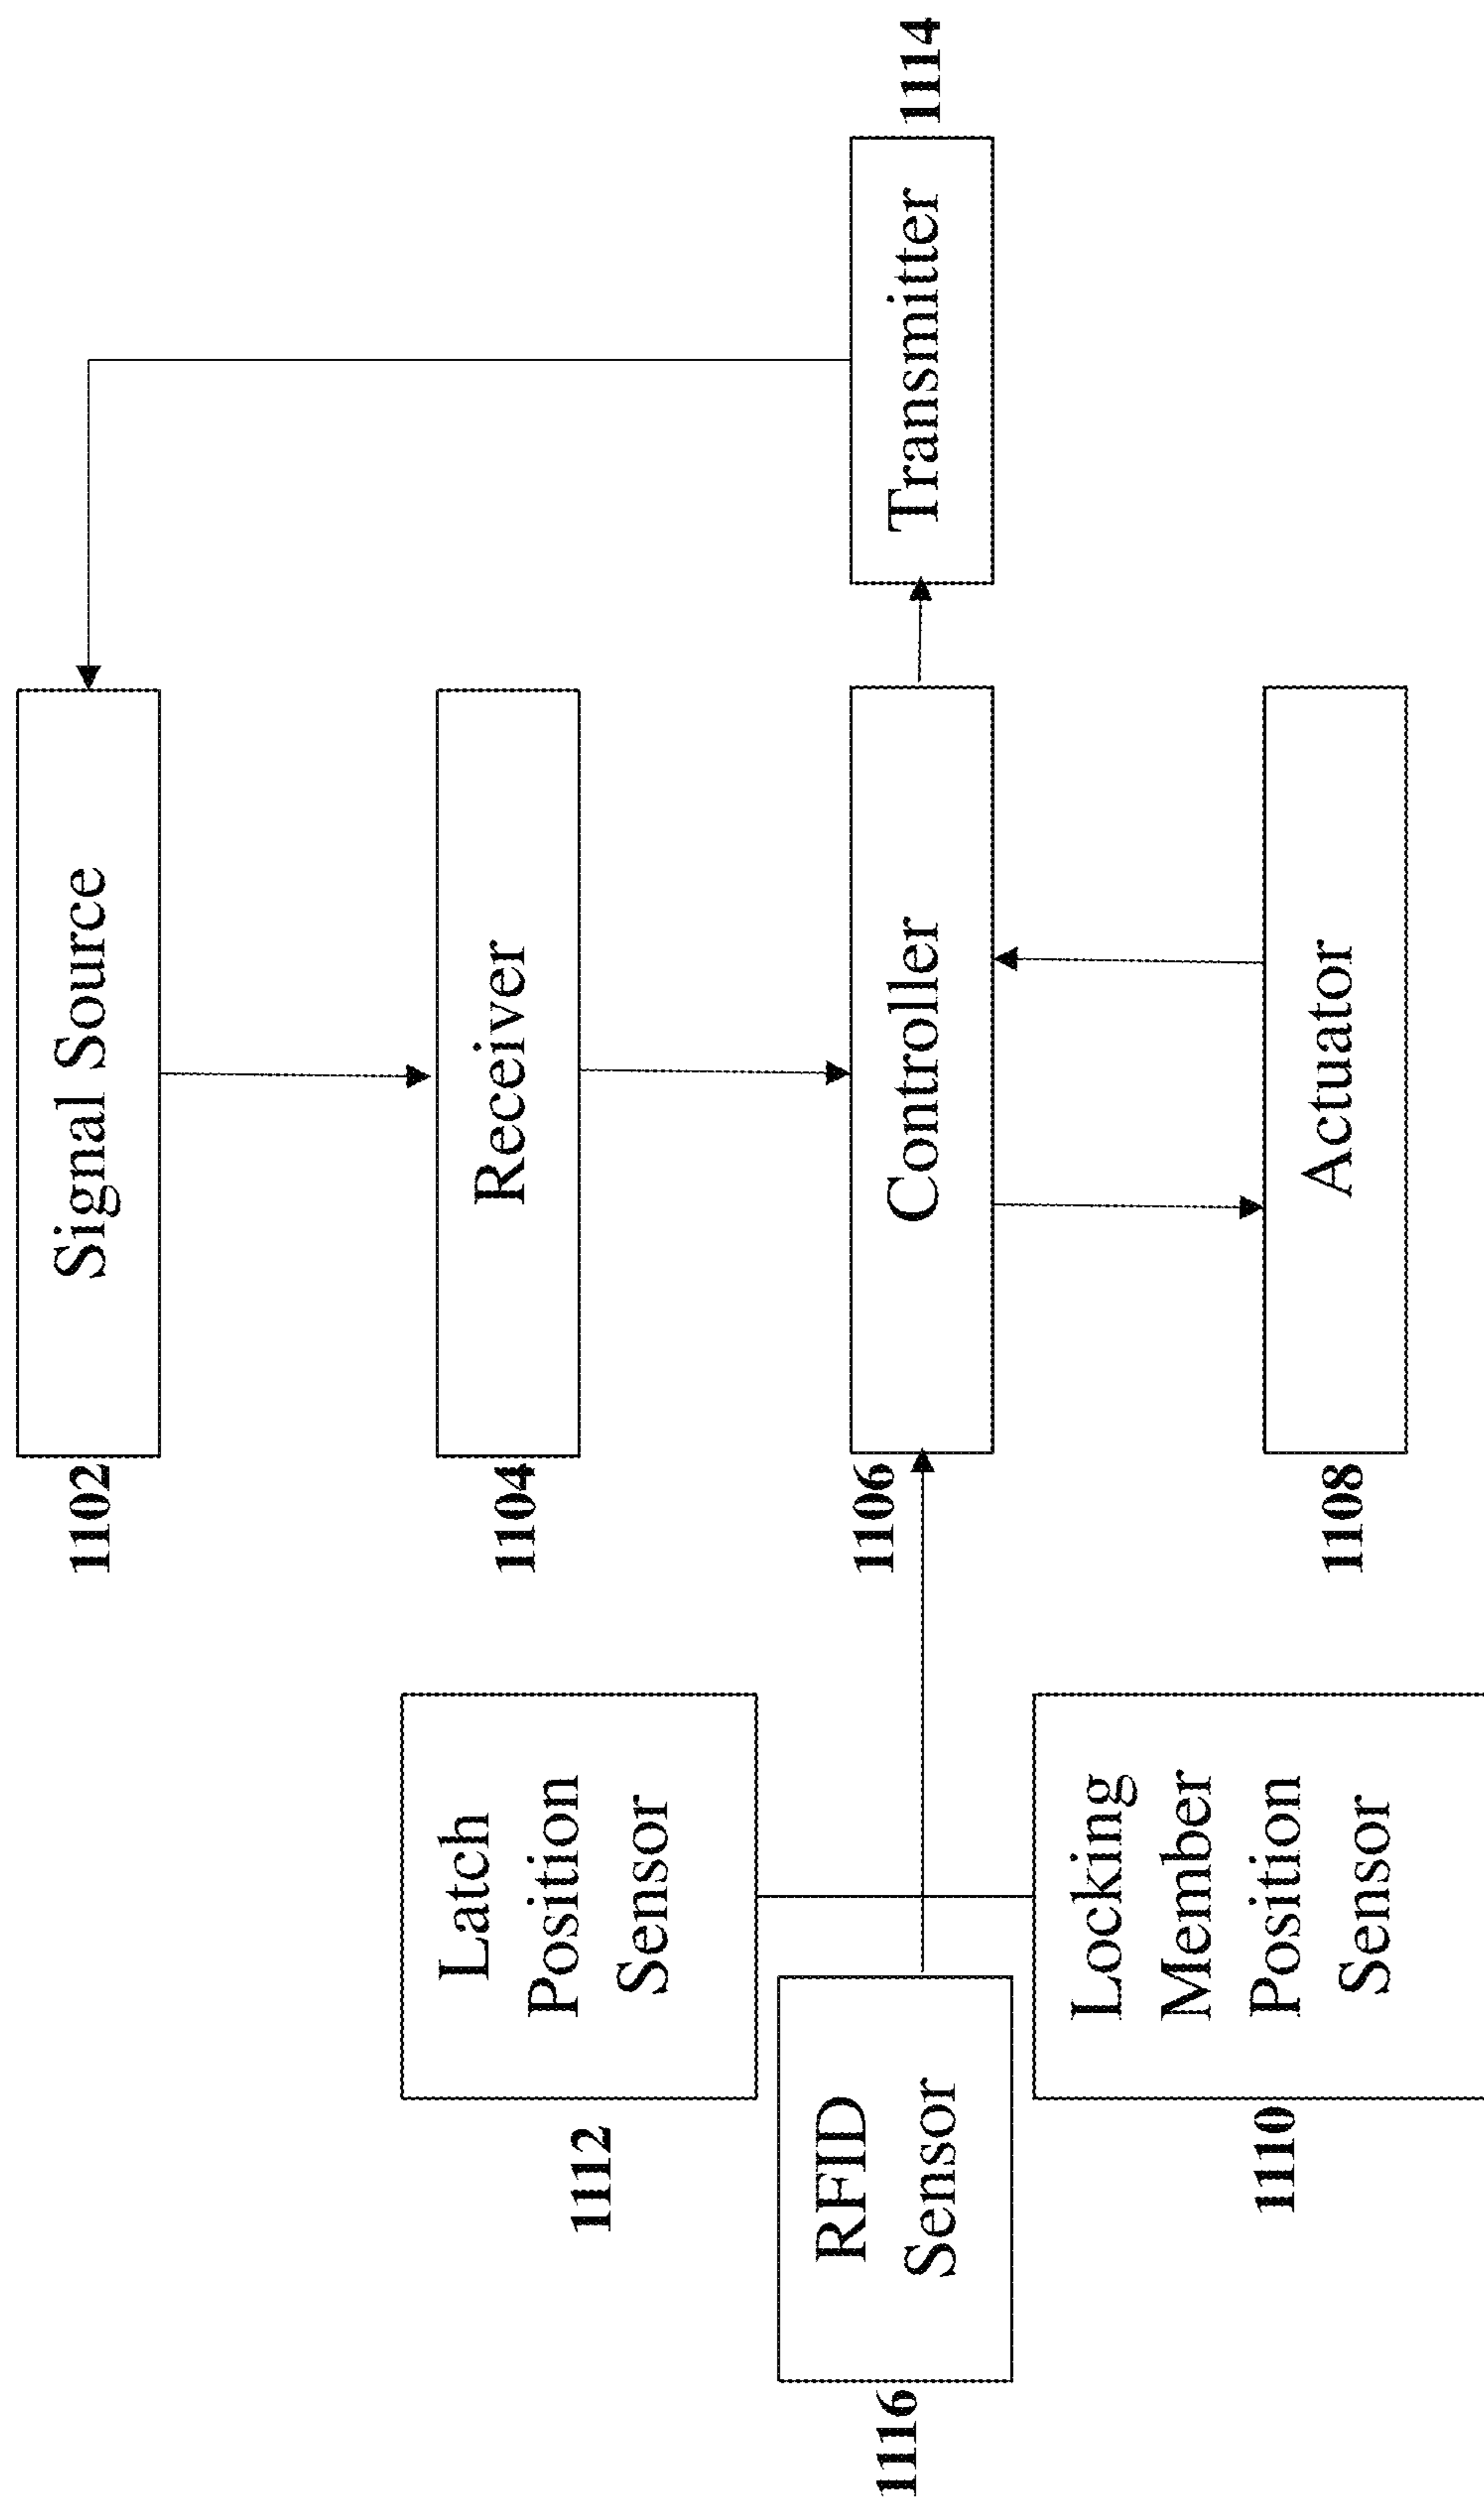 1102
Signal Source
1104
Receiver
1112
Latch
Position
Sensor
1116
RFID
Sensor
1106
Controller
Transmitter
1114
1110
Locking
Member
Position
Sensor
1108
Actuator